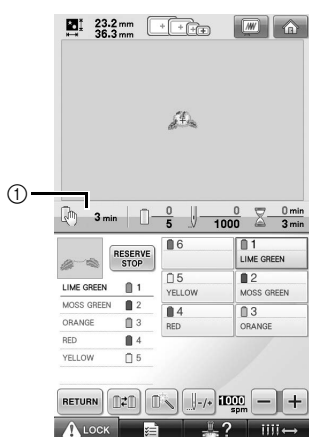 23.2 mm
36.3 mm
① 3 min 0 5 0 1000 0 min 3 min
RESERVE STOP
LIME GREEN 1
MOSS GREEN 2
ORANGE 3
RED 4
YELLOW 5
6
1 LIME GREEN
5 YELLOW
2 MOSS GREEN
4 RED
3 ORANGE
RETURN -/+ 1000 spm - +
LOCK ?